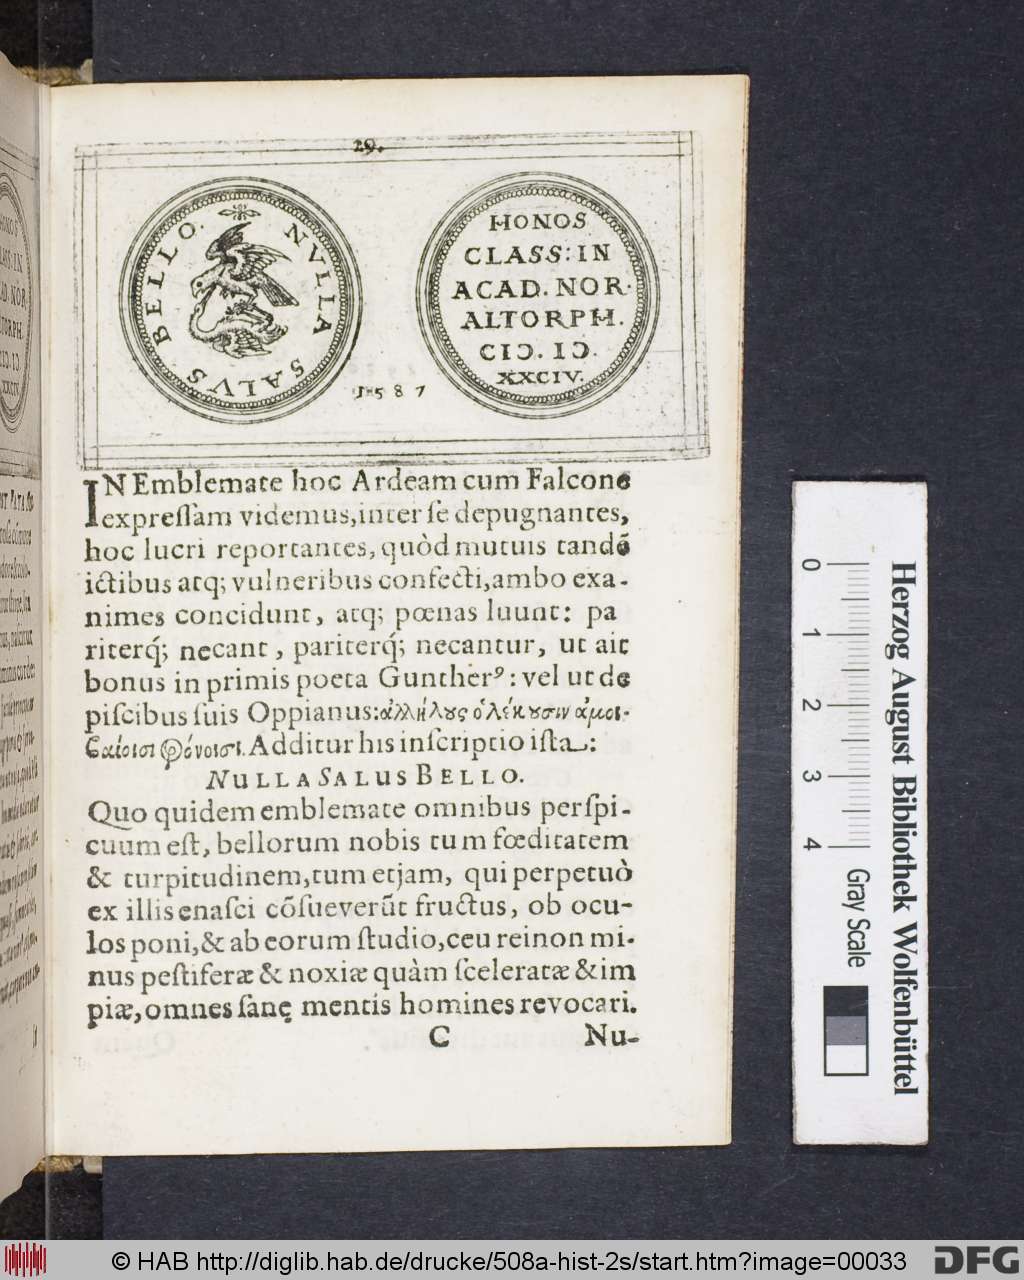 29.
NVLLA SALVS BELLO.
HONOS
CLASS: IN
ACAD. NOR.
ALTORPH.
CIƆ. IƆ.
XXCIV.
1587
IN Emblemate hoc Ardeam cum Falcone
expreſſam videmus, inter ſe depugnantes,
hoc lucri reportantes, quòd mutuis tandē
ictibus atq; vulneribus confecti, ambo exa-
nimes concidunt, atq; pœnas luunt: pa
riterq́; necant, pariterq́; necantur, ut ait
bonus in primis poeta Guntherꝰ: vel ut de
piſcibus ſuis Oppianus: ἀλλήλȣς ὀλέκȣσιν ἀμοι-
ϐαίοισι φόνοισι. Additur his inſcriptio iſta:
NULLA SALUS BELLO.
Quo quidem emblemate omnibus perſpi-
cuum eſt, bellorum nobis tum fœditatem
& turpitudinem, tum etjam, qui perpetuò
ex illis enaſci cōſueverūt fructus, ob ocu-
los poni, & ab eorum ſtudio, ceu rei non mi-
nus peſtiferæ & noxiæ quàm ſceleratæ & im
piæ, omnes ſanę mentis homines revocari.
C Nu-
0 1 2 3 4
Gray Scale
Herzog August Bibliothek Wolfenbüttel
© HAB http://diglib.hab.de/drucke/508a-hist-2s/start.htm?image=00033
DFG